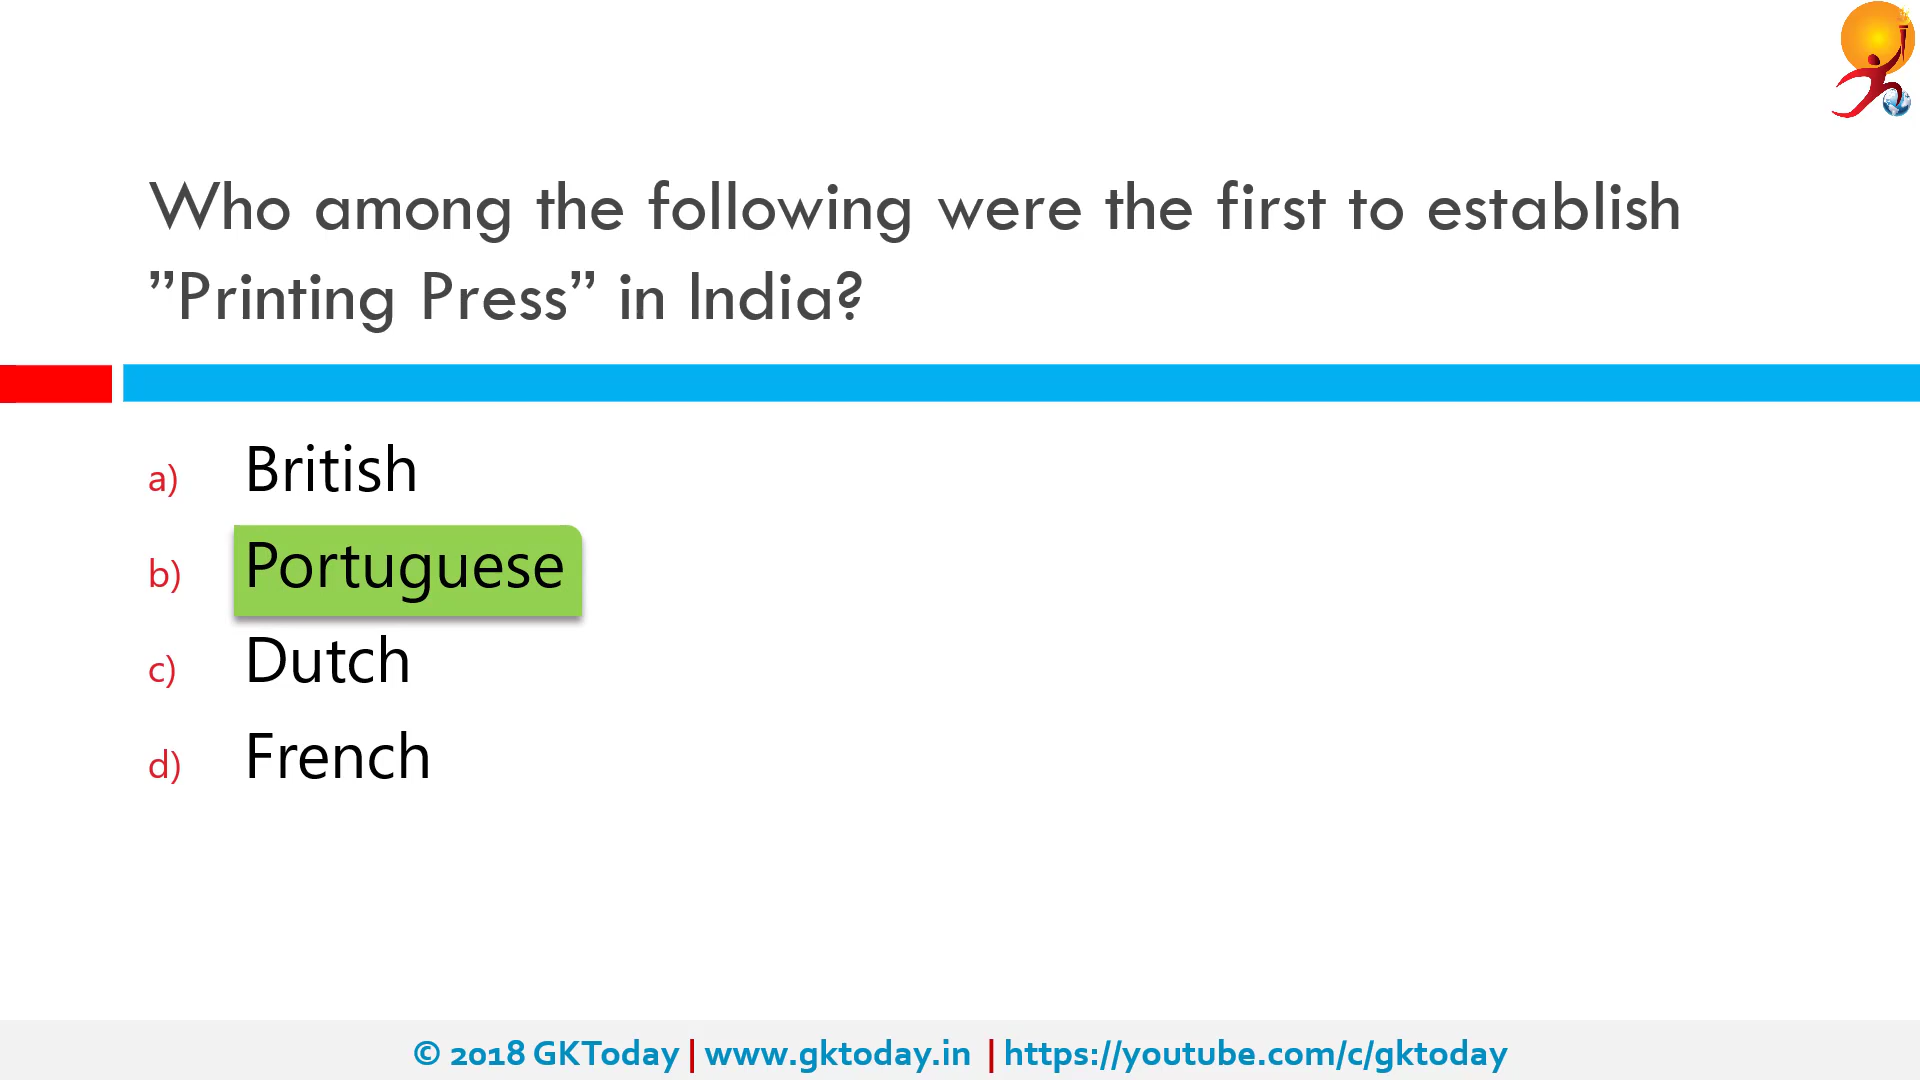 Who among the following were the first to establish
”Printing Press” in India?
a) British
b) Portuguese
c) Dutch
d) French
© 2018 GKToday | www.gktoday.in | https://youtube.com/c/gktoday